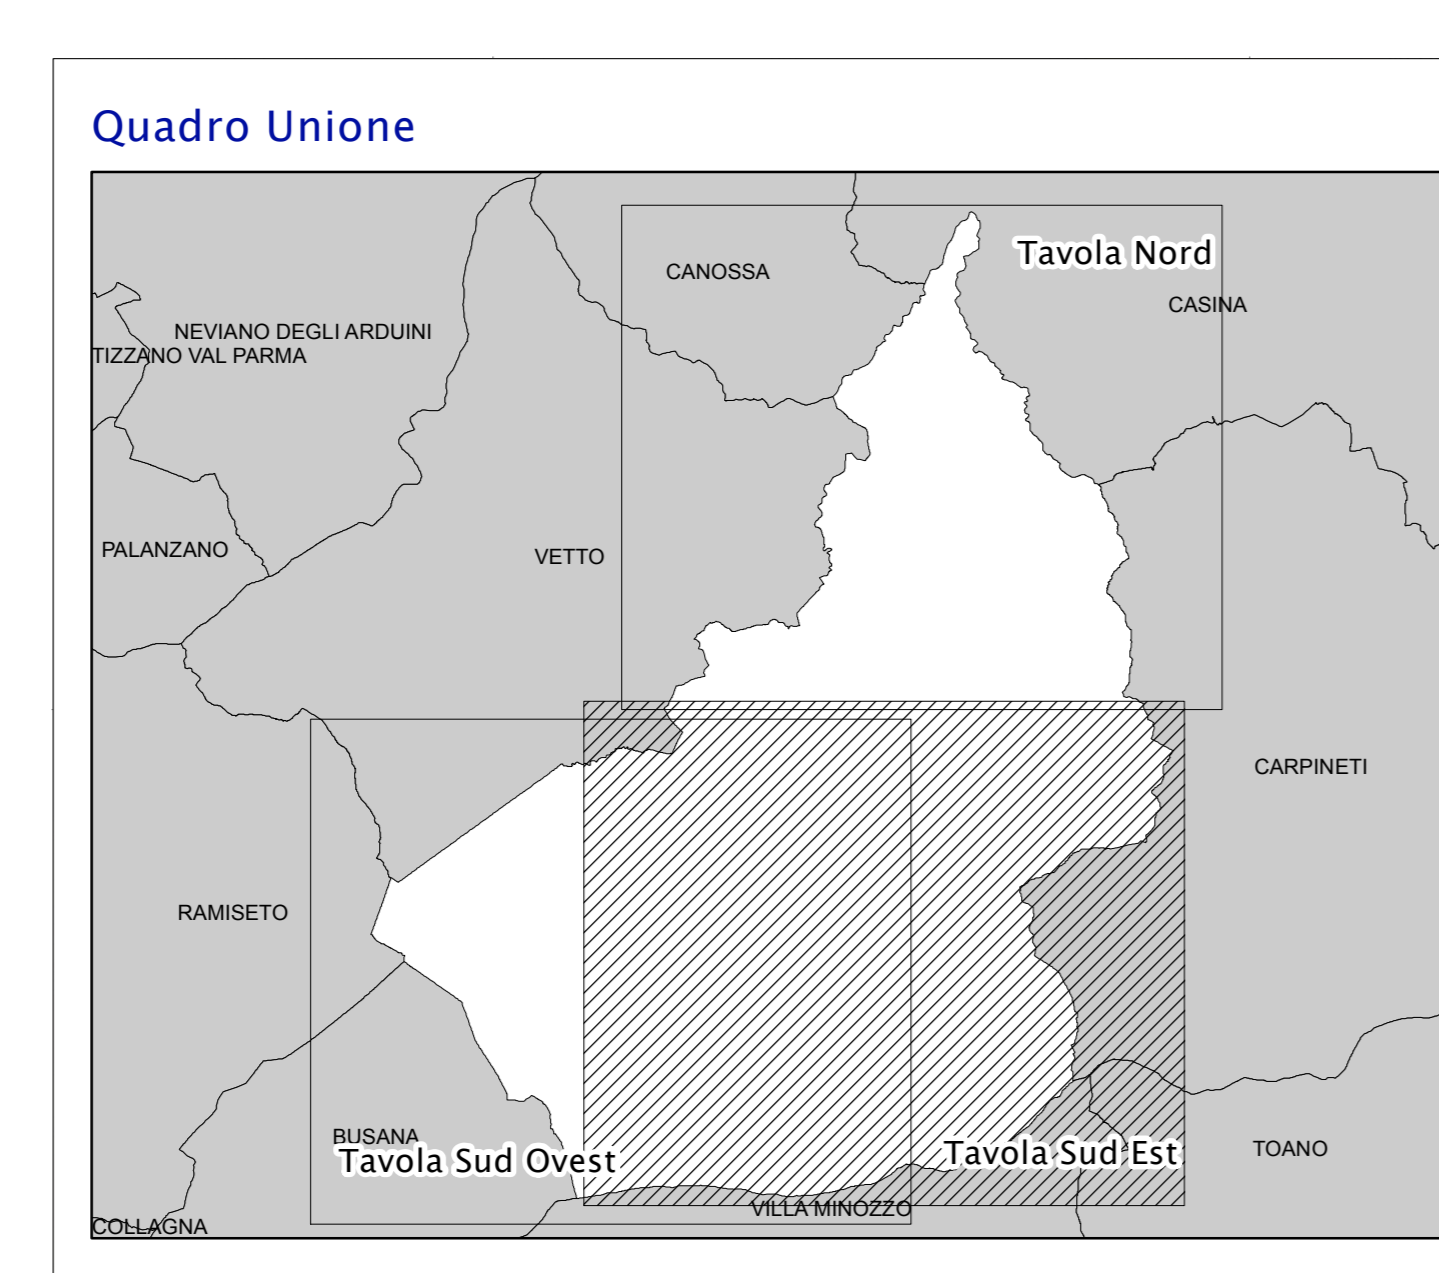 Quadro Unione
Tavola Nord
CANOSSA
CASINA
NEVIANO DEGLI ARDUINI
TIZZANO VAL PARMA
PALANZANO
VETTO
CARPINETI
RAMISETO
BUSANA
Tavola Sud Ovest
Tavola Sud Est
TOANO
VILLA MINOZZO
COLLAGNA